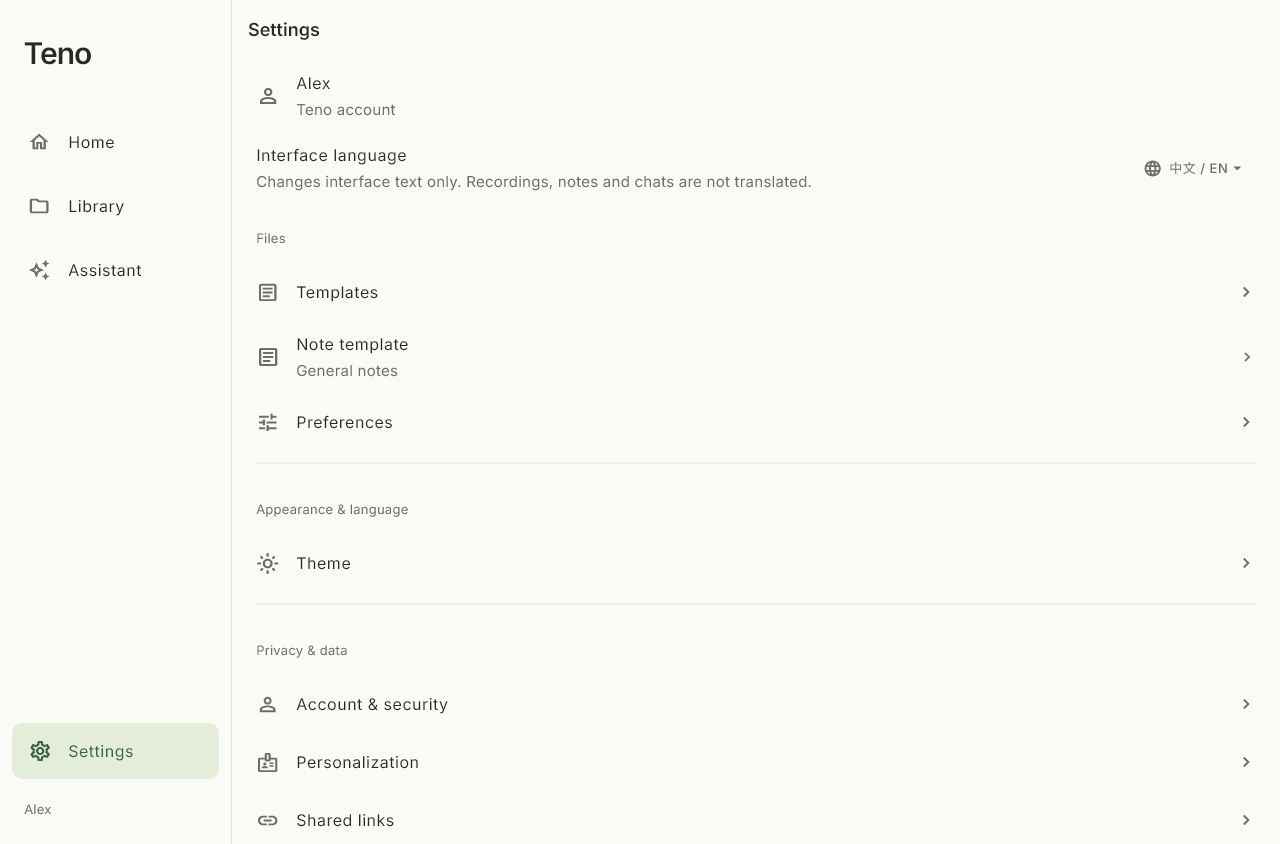 Teno
Home
Library
Assistant
Settings
Alex
Settings
Alex
Teno account
Interface language
Changes interface text only. Recordings, notes and chats are not translated.
中文 / EN
Files
Templates
Note template
General notes
Preferences
Appearance & language
Theme
Privacy & data
Account & security
Personalization
Shared links